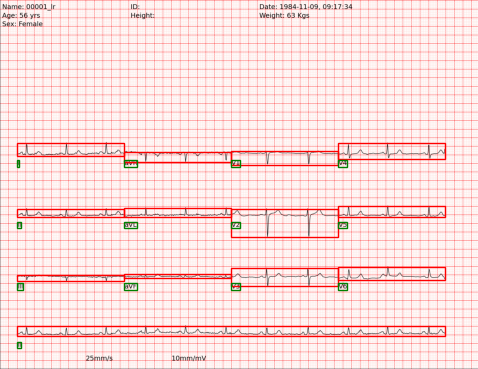 Name: 00001_lr
ID:
Date: 1984-11-09, 09:17:34
Age: 56 yrs
Height:
Weight: 63 Kgs
Sex: Female
I
aVR
V1
V4
II
aVL
V2
V5
III
aVF
V3
V6
II
25mm/s
10mm/mV